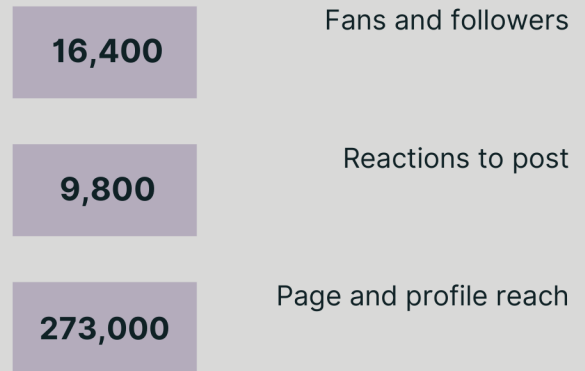 Fans and followers
16,400
Reactions to post
9,800
Page and profile reach
273,000